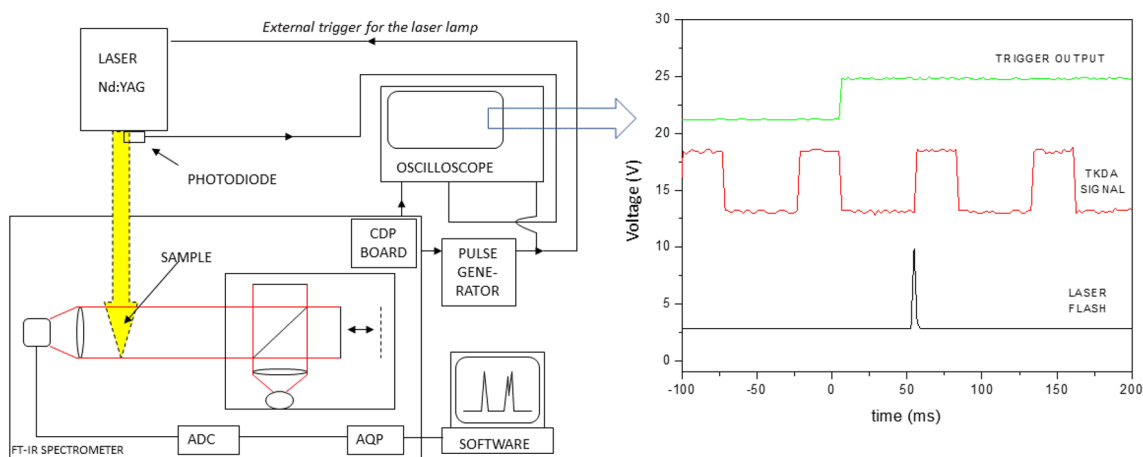 External trigger for the laser lamp
LASER
Nd:YAG
PHOTODIODE
OSCILLOSCOPE
CDP
BOARD
PULSE
GENE-
RATOR
SAMPLE
ADC
AQP
SOFTWARE
FT-IR SPECTROMETER
30
25
20
15
10
5
0
Voltage (V)
TRIGGER OUTPUT
TKDA
SIGNAL
LASER
FLASH
-100
-50
0
50
100
150
200
time (ms)